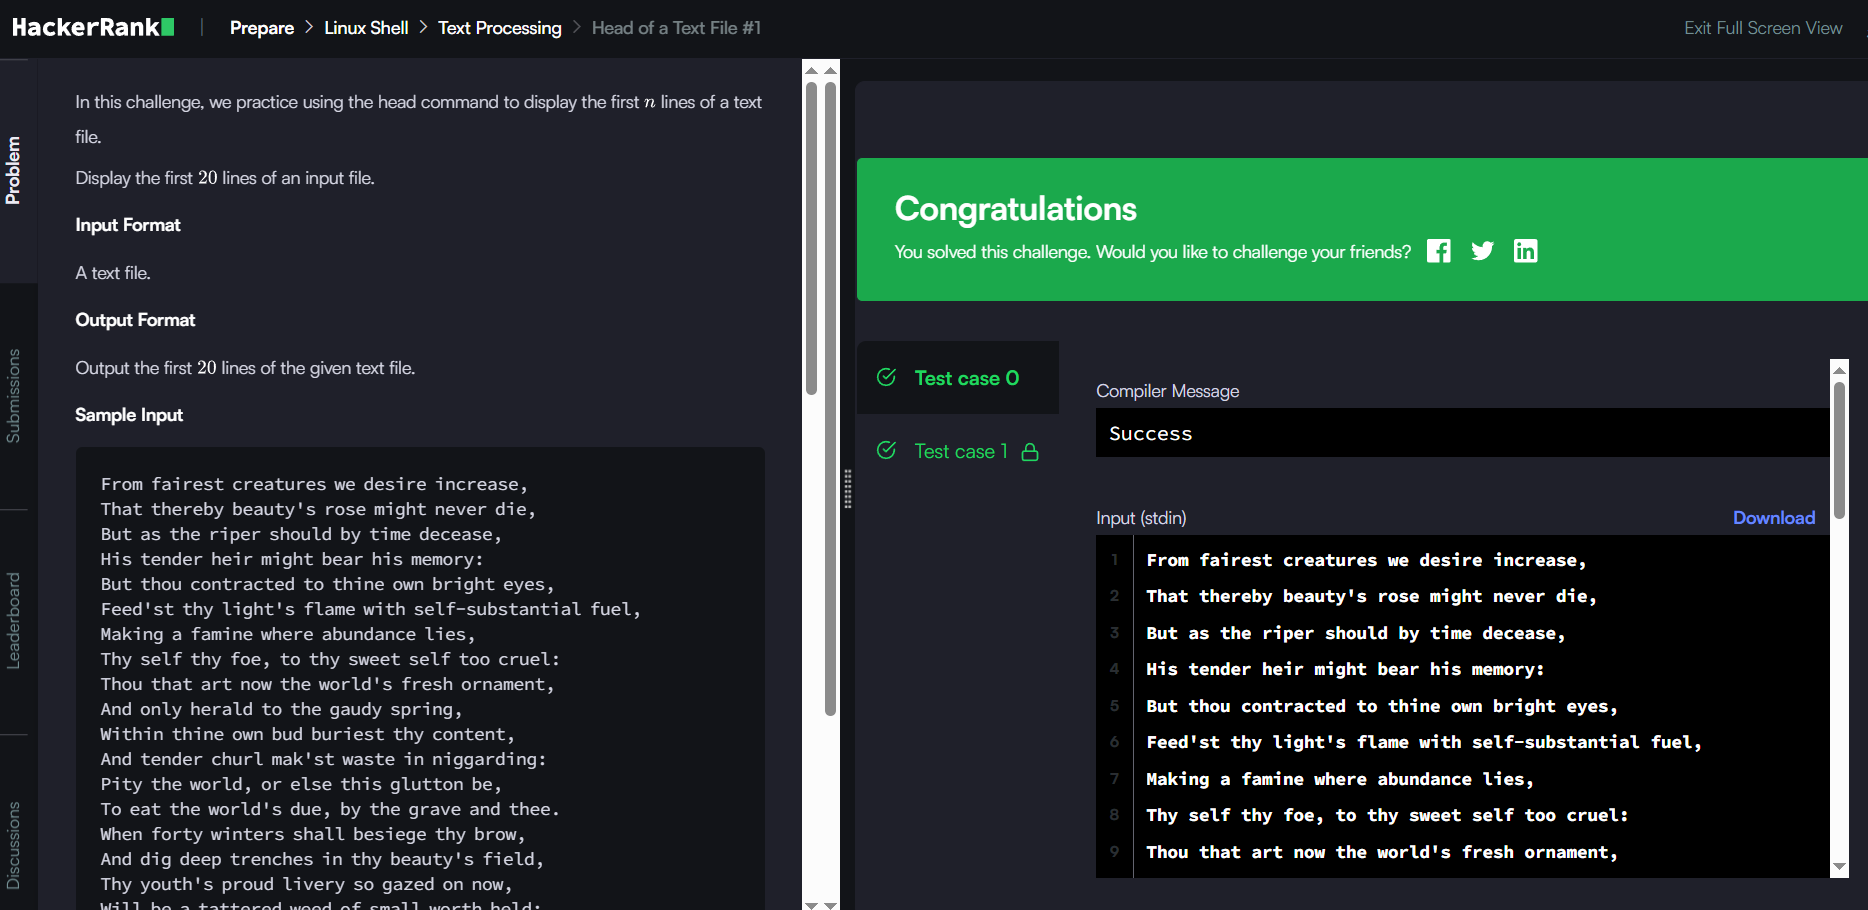 HackerRank
Prepare > Linux Shell > Text Processing > Head of a Text File #1
Exit Full Screen View
Problem
Submissions
Leaderboard
Discussions
In this challenge, we practice using the head command to display the first n lines of a text
file.
Display the first 20 lines of an input file.
Input Format
A text file.
Output Format
Output the first 20 lines of the given text file.
Sample Input
From fairest creatures we desire increase,
That thereby beauty's rose might never die,
But as the riper should by time decease,
His tender heir might bear his memory:
But thou contracted to thine own bright eyes,
Feed'st thy light's flame with self-substantial fuel,
Making a famine where abundance lies,
Thy self thy foe, to thy sweet self too cruel:
Thou that art now the world's fresh ornament,
And only herald to the gaudy spring,
Within thine own bud buriest thy content,
And tender churl mak'st waste in niggarding:
Pity the world, or else this glutton be,
To eat the world's due, by the grave and thee.
When forty winters shall besiege thy brow,
And dig deep trenches in thy beauty's field,
Thy youth's proud livery so gazed on now,
Will be a tattered weed of small worth held:
Congratulations
You solved this challenge. Would you like to challenge your friends?
Test case 0
Test case 1
Compiler Message
Success
Input (stdin)
Download
1 From fairest creatures we desire increase,
2 That thereby beauty's rose might never die,
3 But as the riper should by time decease,
4 His tender heir might bear his memory:
5 But thou contracted to thine own bright eyes,
6 Feed'st thy light's flame with self-substantial fuel,
7 Making a famine where abundance lies,
8 Thy self thy foe, to thy sweet self too cruel:
9 Thou that art now the world's fresh ornament,